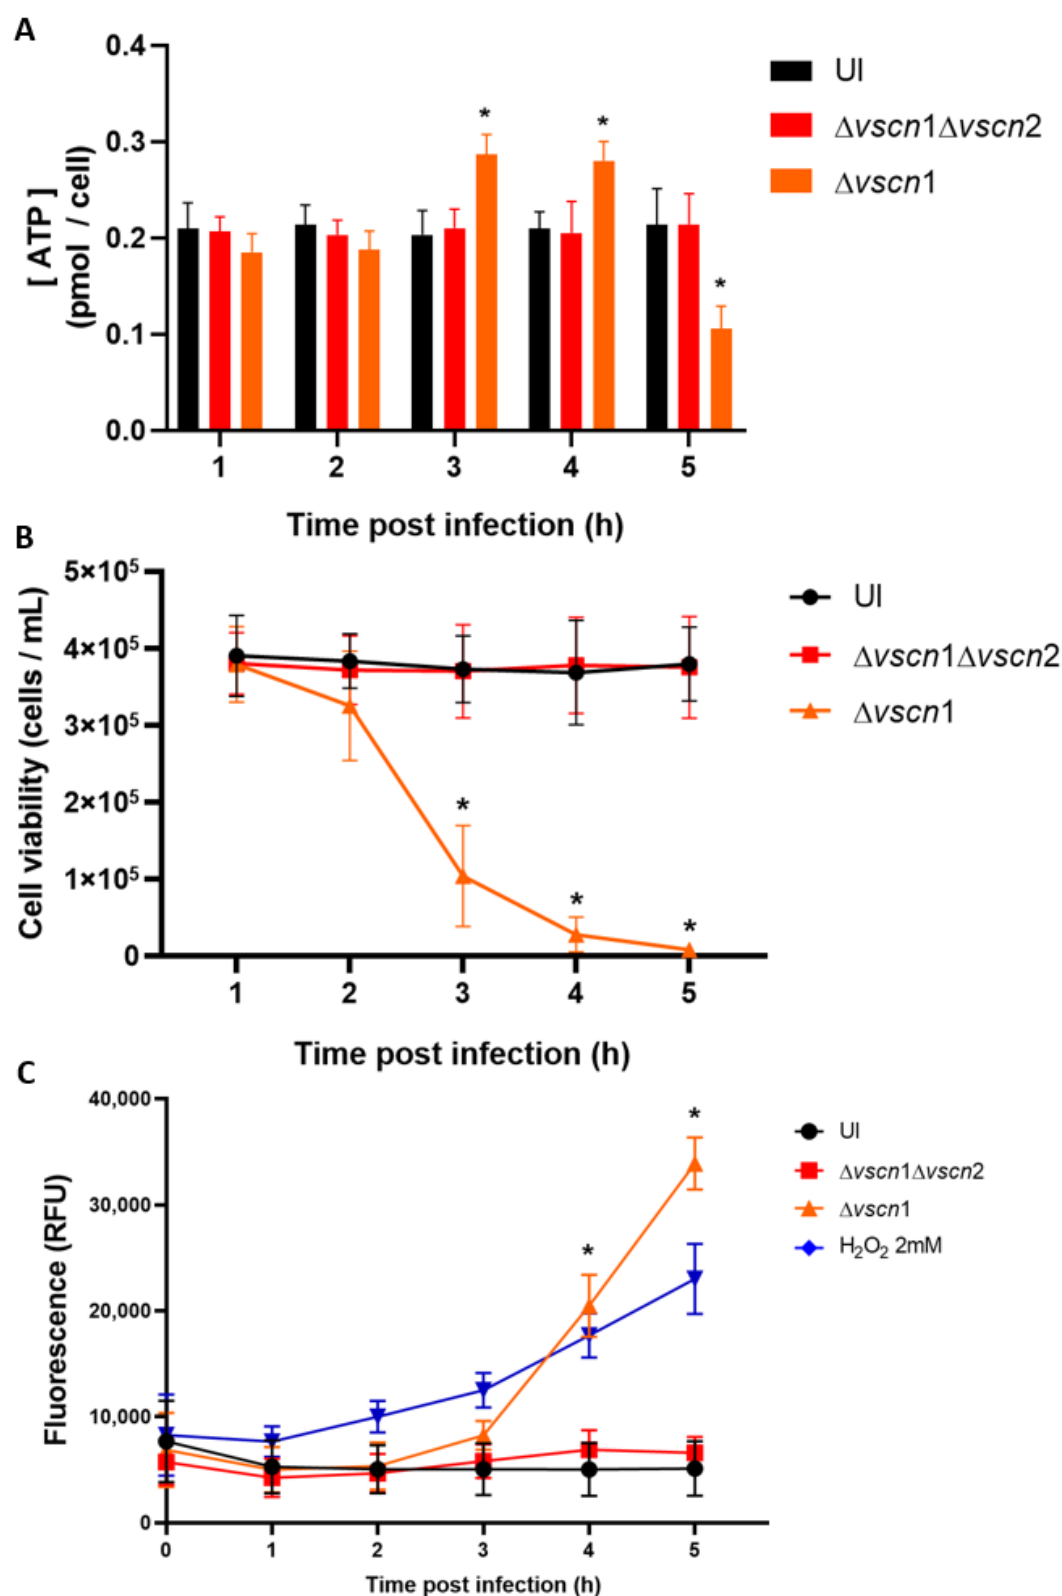 A
0.4
0.3
0.2
0.1
0.0
[ ATP ]
(pmol / cell)
* * *
1 2 3 4 5
Time post infection (h)
UI
Δvscn1Δvscn2
Δvscn1
B
5×10⁵
4×10⁵
3×10⁵
2×10⁵
1×10⁵
0
Cell viability (cells / mL)
* * *
1 2 3 4 5
Time post infection (h)
UI
Δvscn1Δvscn2
Δvscn1
C
40,000
30,000
20,000
10,000
0
Fluorescence (RFU)
* *
0 1 2 3 4 5
Time post infection (h)
UI
Δvscn1Δvscn2
Δvscn1
H₂O₂ 2mM